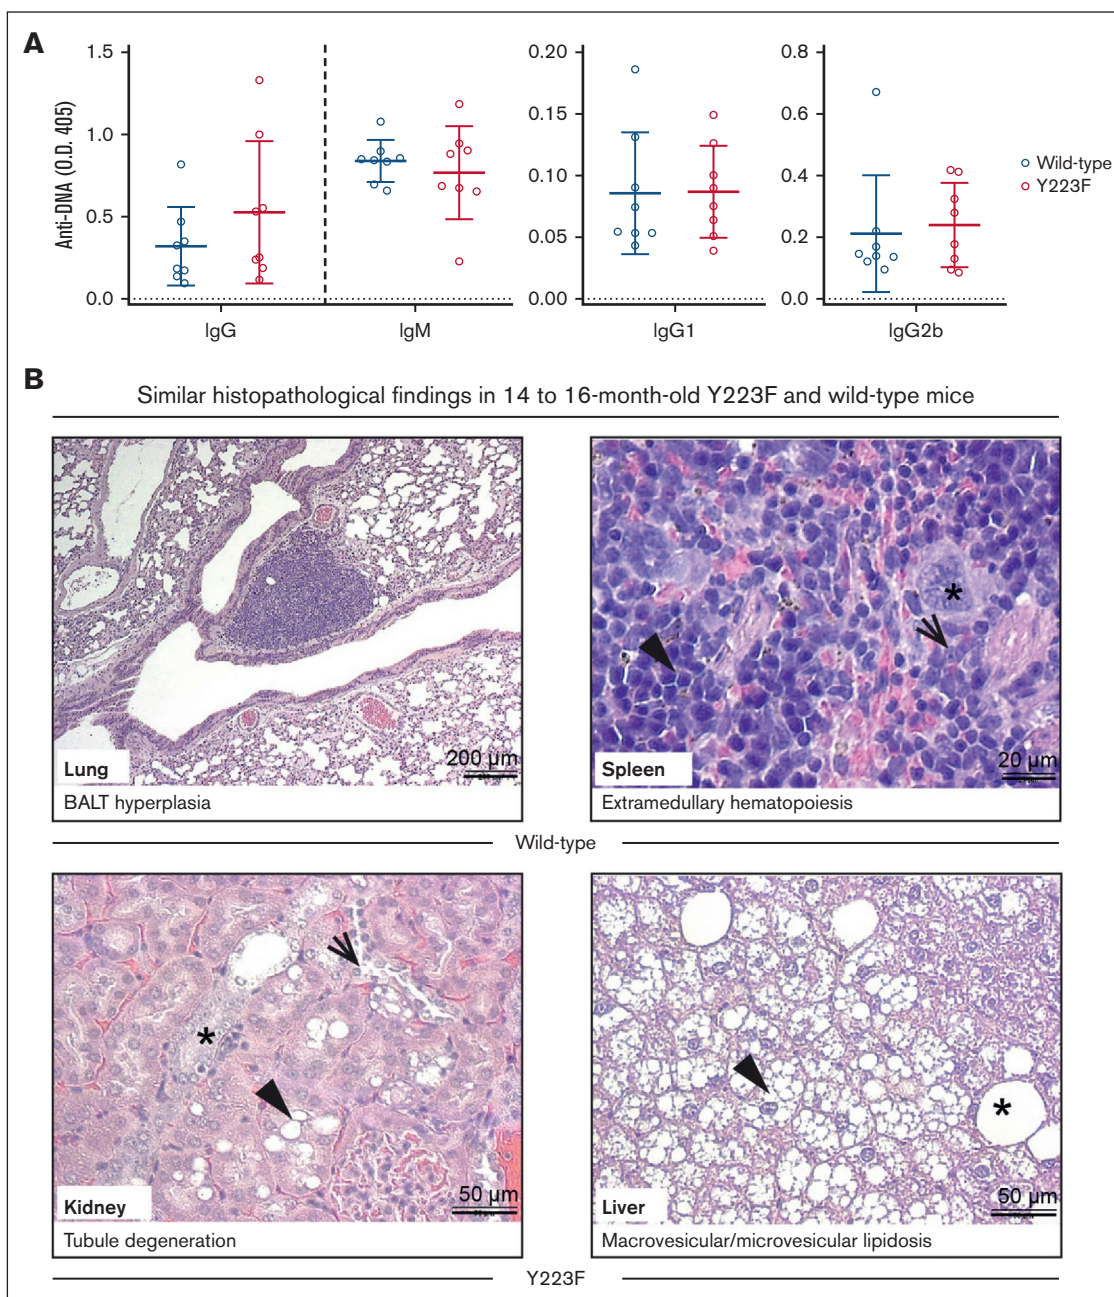 A
Anti-DNA (O.D. 405)
1.5
1.0
0.5
0.0
IgG
IgM
0.20
0.15
0.10
0.05
0.00
IgG1
0.8
0.6
0.4
0.2
0.0
IgG2b
Wild-type
Y223F
B
Similar histopathological findings in 14 to 16-month-old Y223F and wild-type mice
Lung
200 µm
BALT hyperplasia
*
Spleen
20 µm
Extramedullary hematopoiesis
Wild-type
*
Kidney
50 µm
Tubule degeneration
*
Liver
50 µm
Macrovesicular/microvesicular lipidosis
Y223F